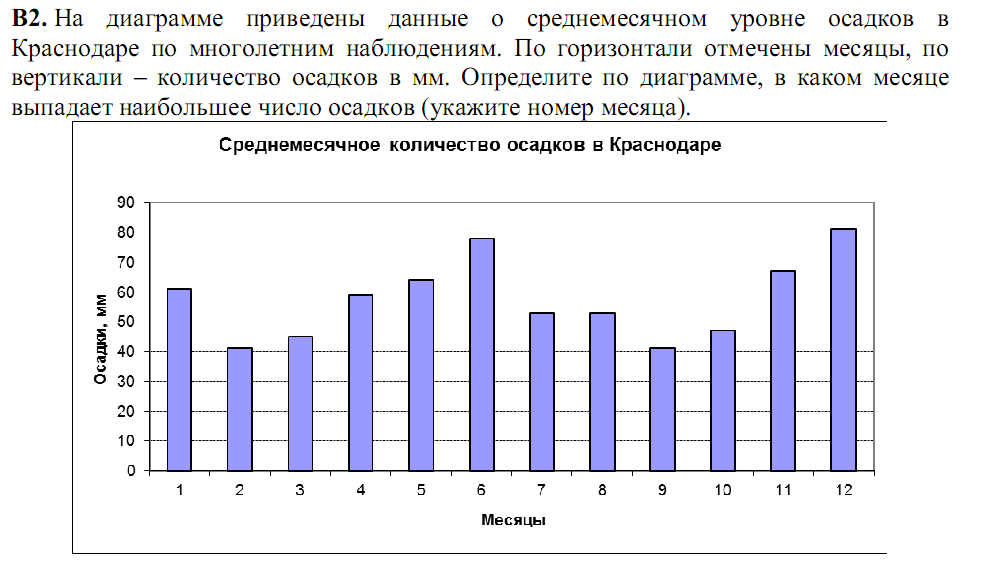 В2. На диаграмме приведены данные о среднемесячном уровне осадков в
Краснодаре по многолетним наблюдениям. По горизонтали отмечены месяцы, по
вертикали – количество осадков в мм. Определите по диаграмме, в каком месяце
выпадает наибольшее число осадков (укажите номер месяца).
Среднемесячное количество осадков в Краснодаре
90
80
70
60
50
40
30
20
10
0
Осадки, мм
1 2 3 4 5 6 7 8 9 10 11 12
Месяцы